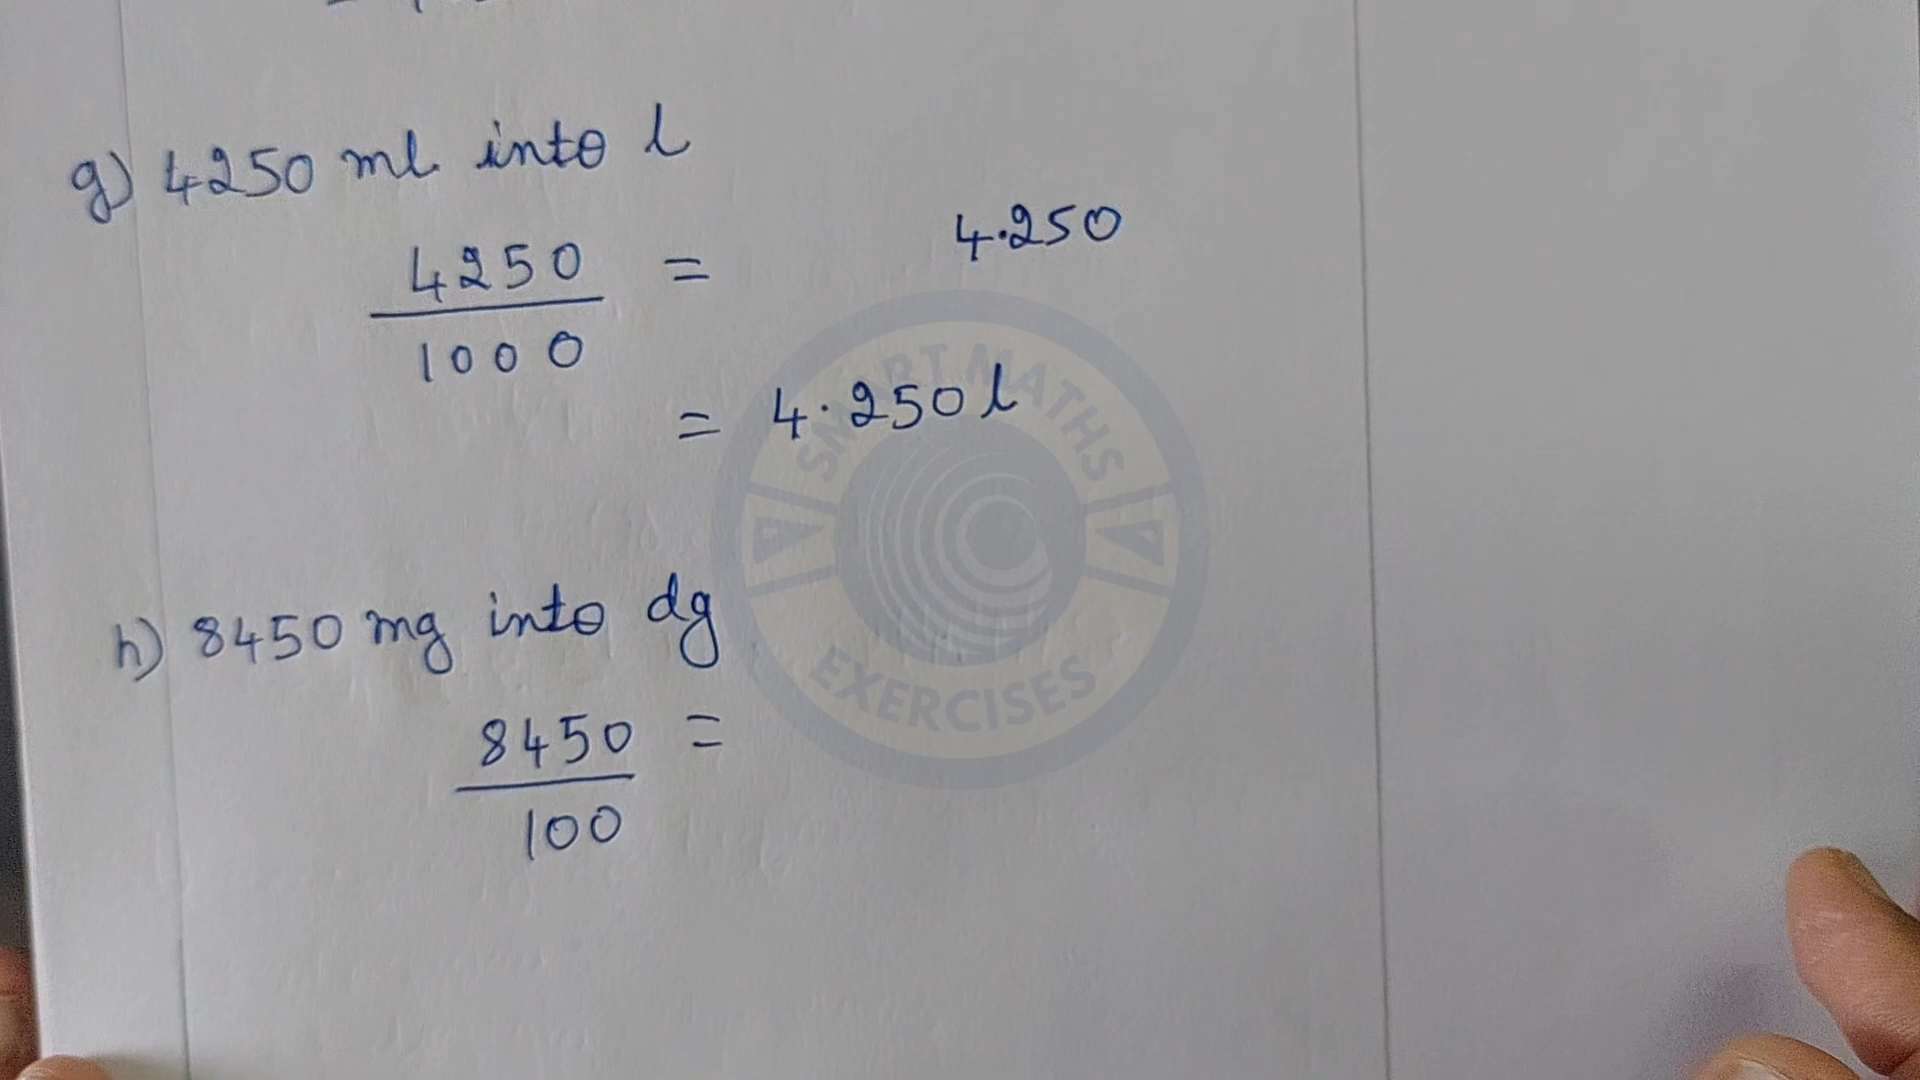 g) 4250 ml into l
4250 = 4.250
1000
= 4.250 l
h) 8450 mg into dg
8450 =
100
SMART MATHS
EXERCISES